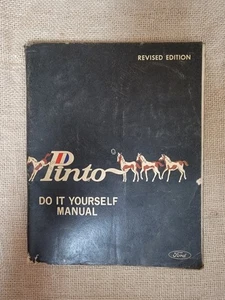 REVISED EDITION
Pinto
DO IT YOURSELF
MANUAL
Ford